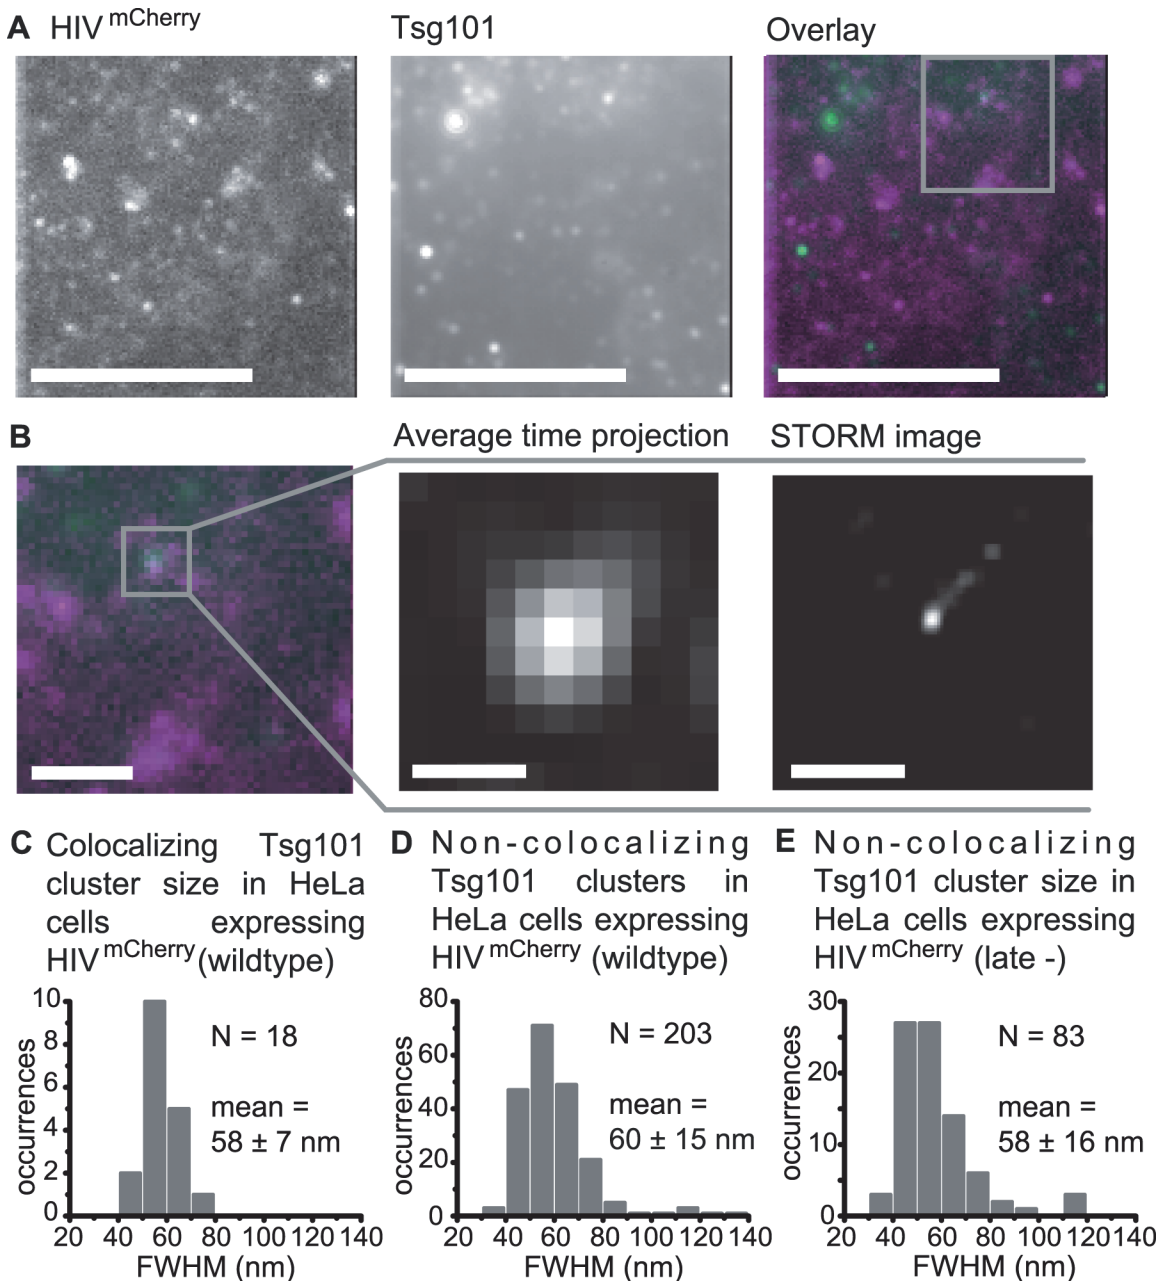 A HIV mCherry
Tsg101
Overlay
B
Average time projection
STORM image
C Colocalizing Tsg101
cluster size in HeLa
cells expressing
HIV mCherry (wildtype)
D Non-colocalizing
Tsg101 clusters in
HeLa cells expressing
HIV mCherry (wildtype)
E Non-colocalizing
Tsg101 cluster size in
HeLa cells expressing
HIV mCherry (late -)
occurrences
10
8
6
4
2
0
N = 18
mean =
58 ± 7 nm
20 40 60 80 100 120 140
FWHM (nm)
occurrences
80
60
40
20
0
N = 203
mean =
60 ± 15 nm
20 40 60 80 100 120 140
FWHM (nm)
occurrences
30
20
10
0
N = 83
mean =
58 ± 16 nm
20 40 60 80 100 120 140
FWHM (nm)